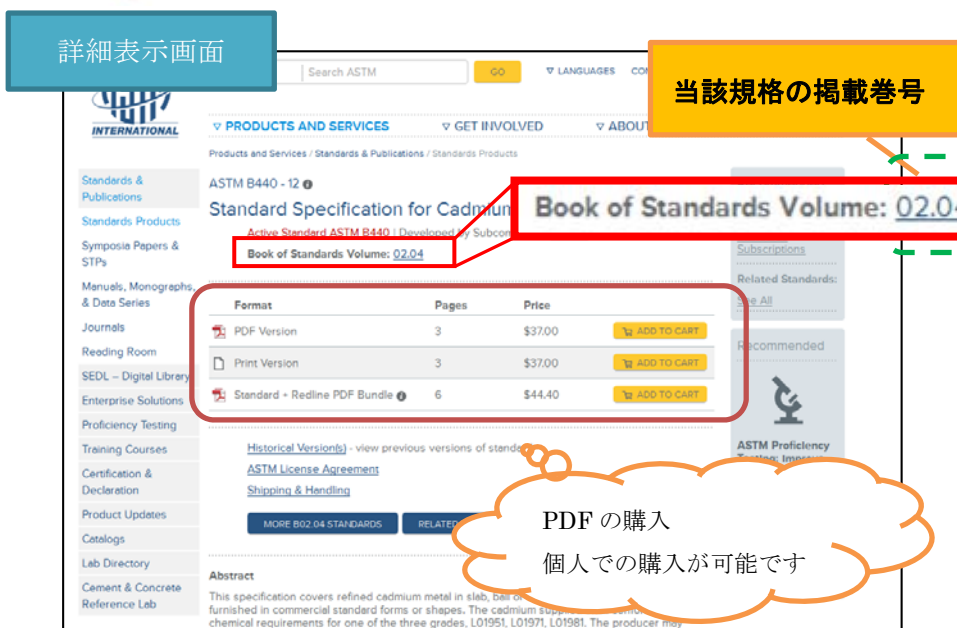 詳細表示画面
Search ASTM
GO
LANGUAGES
当該規格の掲載巻号
INTERNATIONAL
PRODUCTS AND SERVICES
GET INVOLVED
ABOUT
Products and Services / Standards & Publications / Standards Products
Standards &
Publications
Standards Products
Symposia Papers &
STPs
Manuals, Monographs,
& Data Series
Journals
Reading Room
SEDL – Digital Library
Enterprise Solutions
Proficiency Testing
Training Courses
Certification &
Declaration
Product Updates
Catalogs
Lab Directory
Cement & Concrete
Reference Lab
ASTM B440 - 12
Standard Specification for Cadmium
Active Standard ASTM B440 | Developed by
Book of Standards Volume: 02.04
Book of Standards Volume: 02.04
Subscriptions
Related Standards:
See All
Format Pages Price
PDF Version 3 $37.00 ADD TO CART
Print Version 3 $37.00 ADD TO CART
Standard + Redline PDF Bundle 6 $44.40 ADD TO CART
Recommended
ASTM Proficiency
Testing: Improve
Historical Version(s) - view previous versions of
ASTM License Agreement
Shipping & Handling
MORE B02.04 STANDARDS
PDF の購入
個人での購入が可能です
Abstract
This specification covers refined cadmium metal in slab,
furnished in commercial standard forms or shapes. The cadmium
chemical requirements for one of the three grades, L01951, L01971, L01981. The producer may